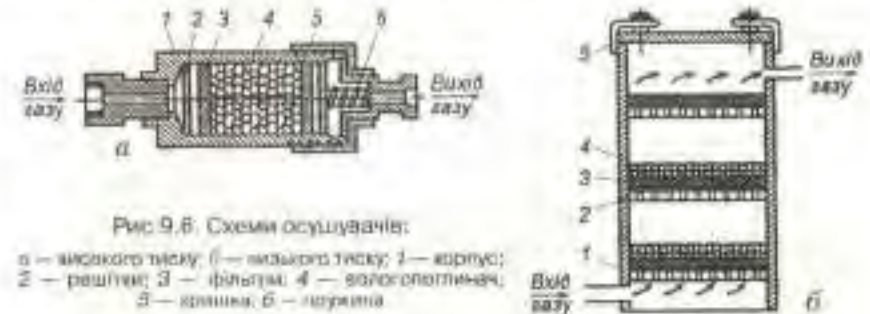 1 2 3 4 5 6
Вхід газу
Вихід газу
а
Рис 9.6. Схеми осушувачів:
а — високого тиску; б — низького тиску; 1 — корпус;
2 — решітки; 3 — фільтри; 4 — вологопоглинач;
5 — кришка; 6 — пружина
5
Вихід газу
4
3
2
1
Вхід газу
б